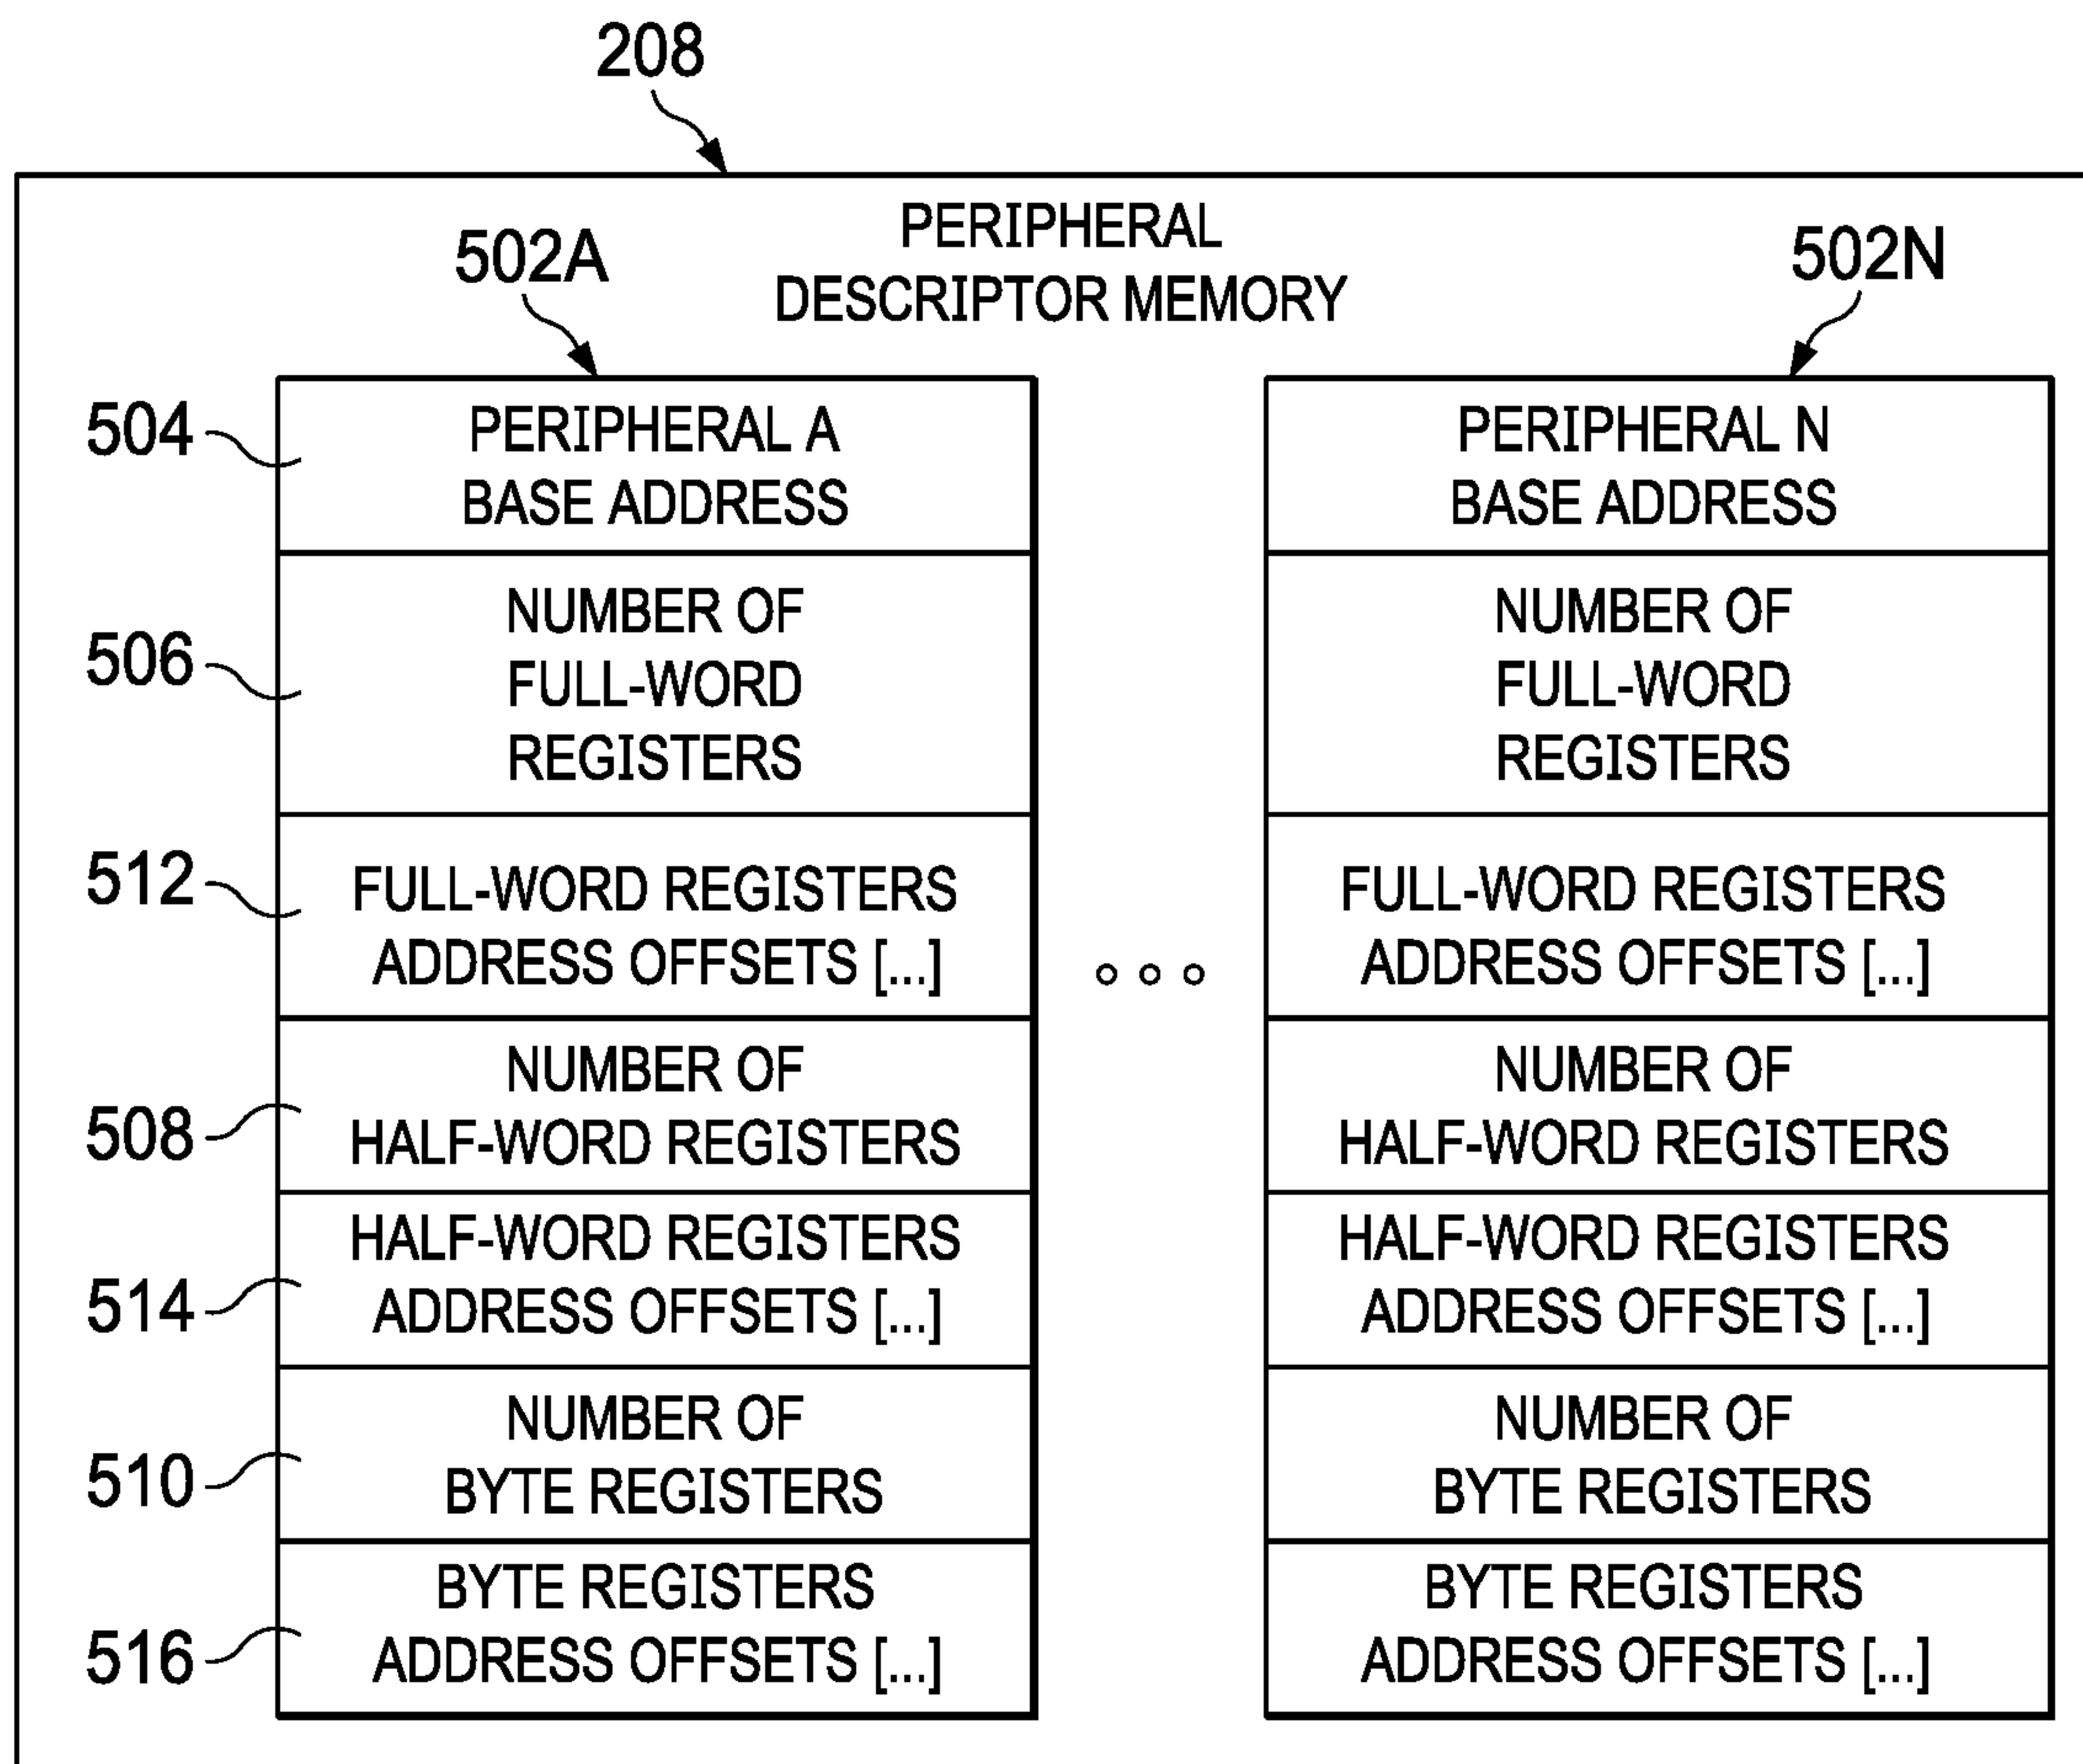 208
PERIPHERAL
DESCRIPTOR MEMORY
502A
502N
504
PERIPHERAL A
BASE ADDRESS
506
NUMBER OF
FULL-WORD
REGISTERS
512
FULL-WORD REGISTERS
ADDRESS OFFSETS [...]
508
NUMBER OF
HALF-WORD REGISTERS
514
HALF-WORD REGISTERS
ADDRESS OFFSETS [...]
510
NUMBER OF
BYTE REGISTERS
516
BYTE REGISTERS
ADDRESS OFFSETS [...]
PERIPHERAL N
BASE ADDRESS
NUMBER OF
FULL-WORD
REGISTERS
FULL-WORD REGISTERS
ADDRESS OFFSETS [...]
NUMBER OF
HALF-WORD REGISTERS
HALF-WORD REGISTERS
ADDRESS OFFSETS [...]
NUMBER OF
BYTE REGISTERS
BYTE REGISTERS
ADDRESS OFFSETS [...]